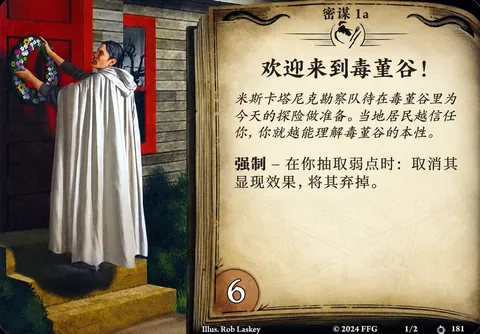 密谋 1a
欢迎来到毒堇谷！
米斯卡塔尼克勘察队待在毒堇谷里为
今天的探险做准备。当地居民越信任
你，你就越能理解毒堇谷的本性。
强制 – 在你抽取弱点时：取消其
显现效果，将其弃掉。
6
Illus. Rob Laskey © 2024 FFG 1/2 181